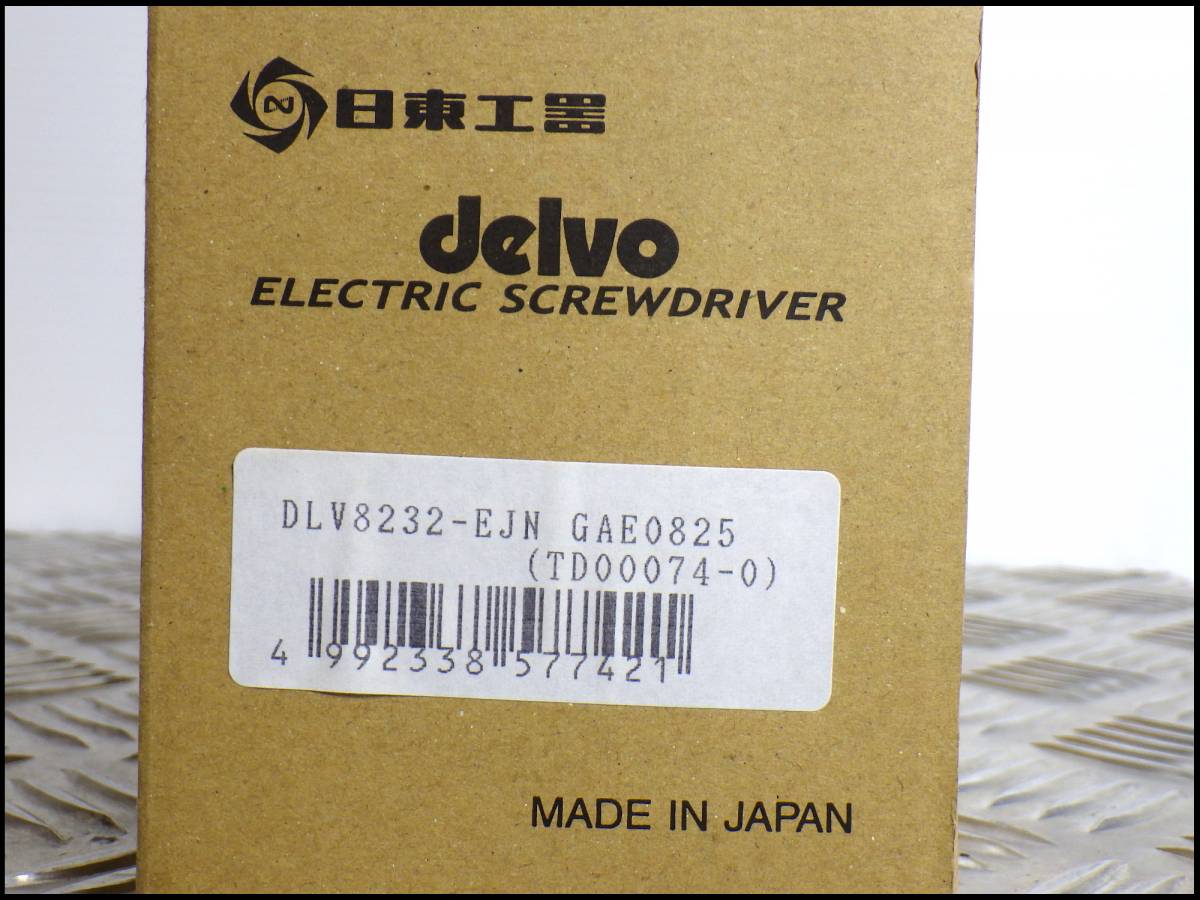 日東工器
delvo
ELECTRIC SCREWDRIVER
DLV8232-EJN GAE0825
(TD00074-0)
4 992338 577421
MADE IN JAPAN